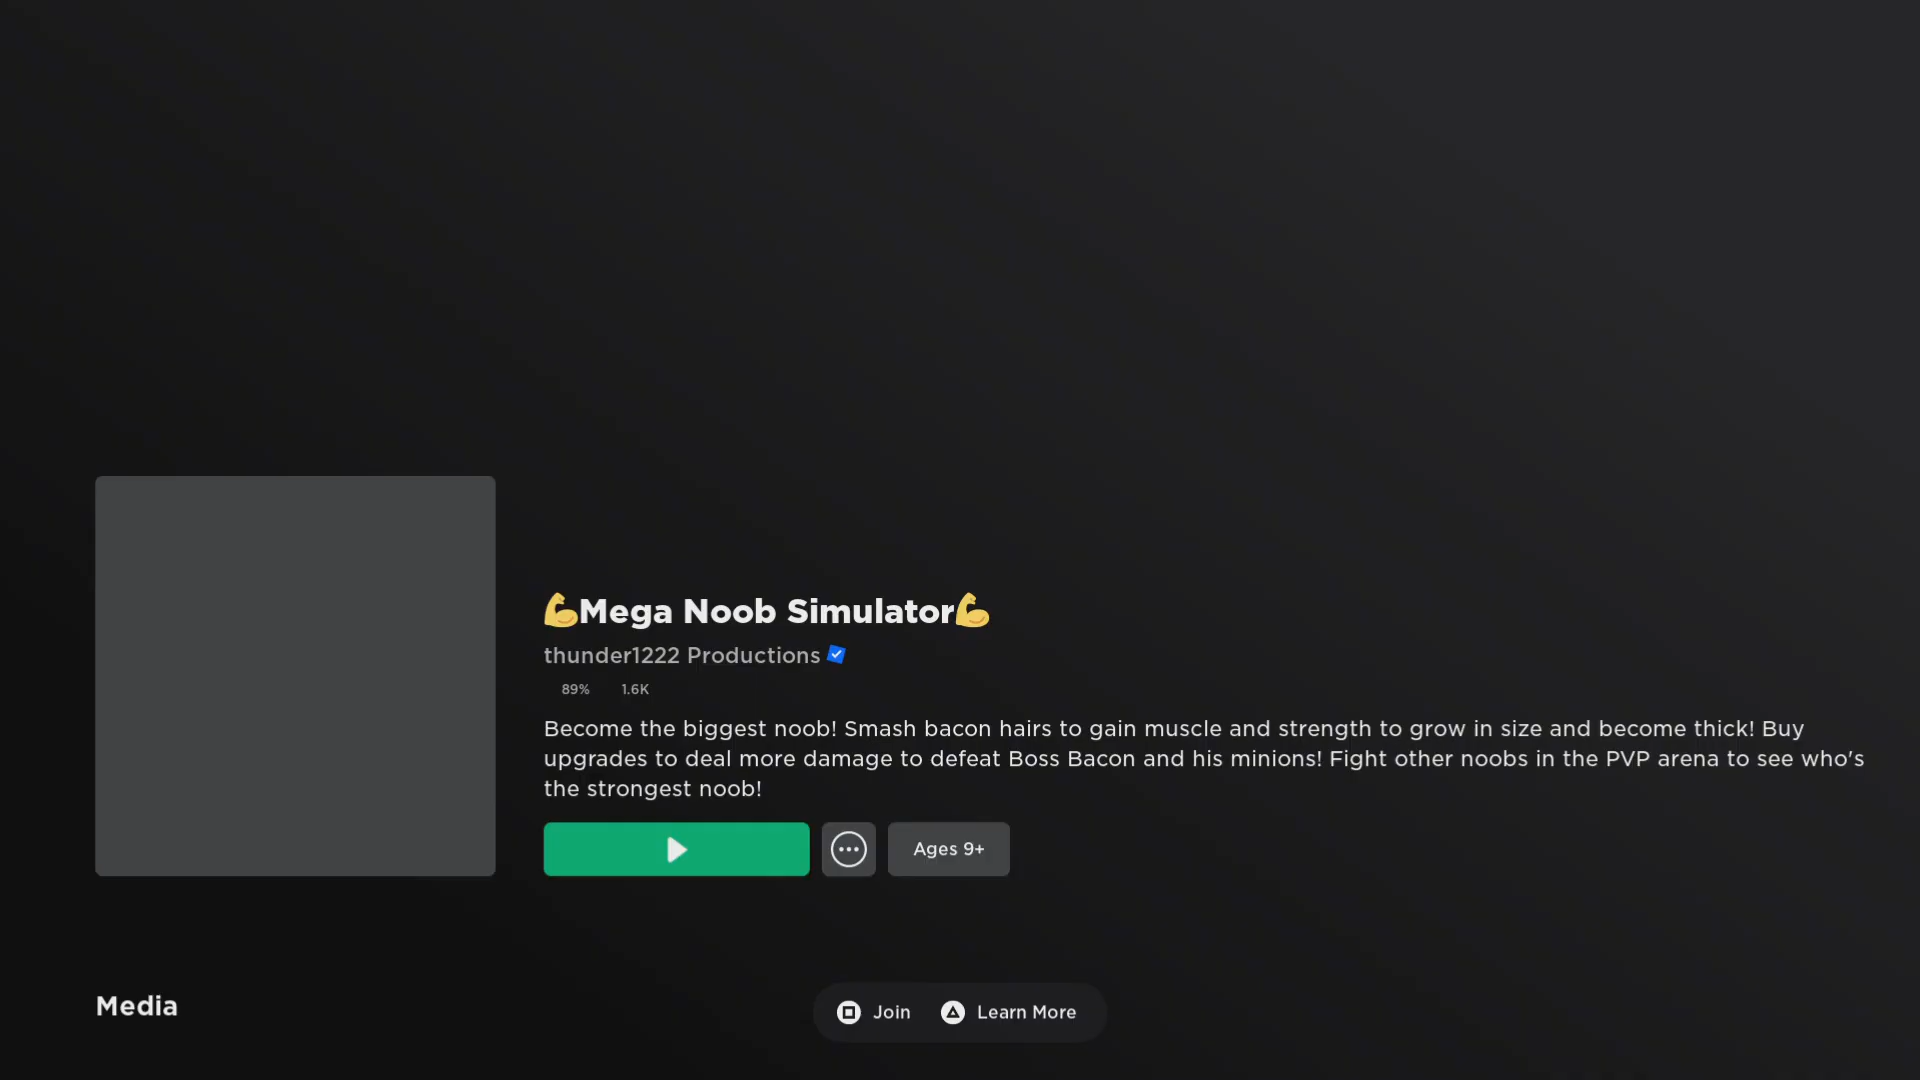 💪Mega Noob Simulator💪
thunder1222 Productions
89% 1.6K
Become the biggest noob! Smash bacon hairs to gain muscle and strength to grow in size and become thick! Buy
upgrades to deal more damage to defeat Boss Bacon and his minions! Fight other noobs in the PVP arena to see who's
the strongest noob!
Ages 9+
Media
Join Learn More